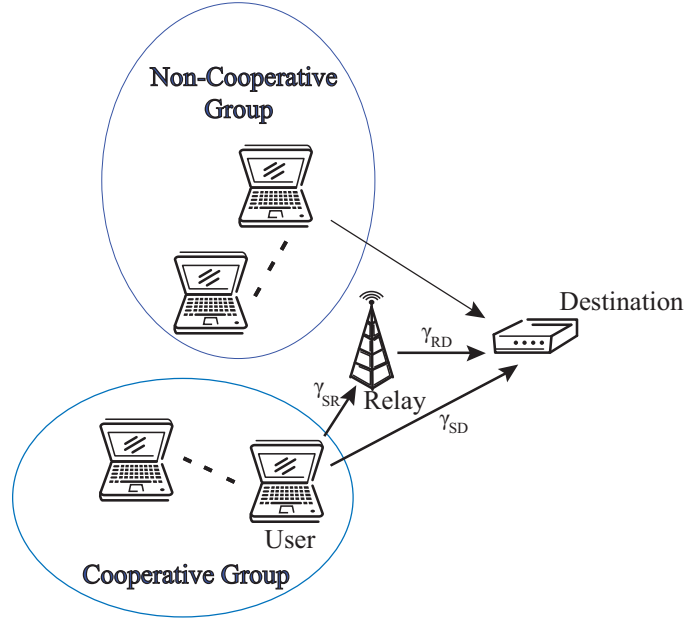 Non-Cooperative
Group
Destination
γRD
γSR
Relay
γSD
User
Cooperative Group